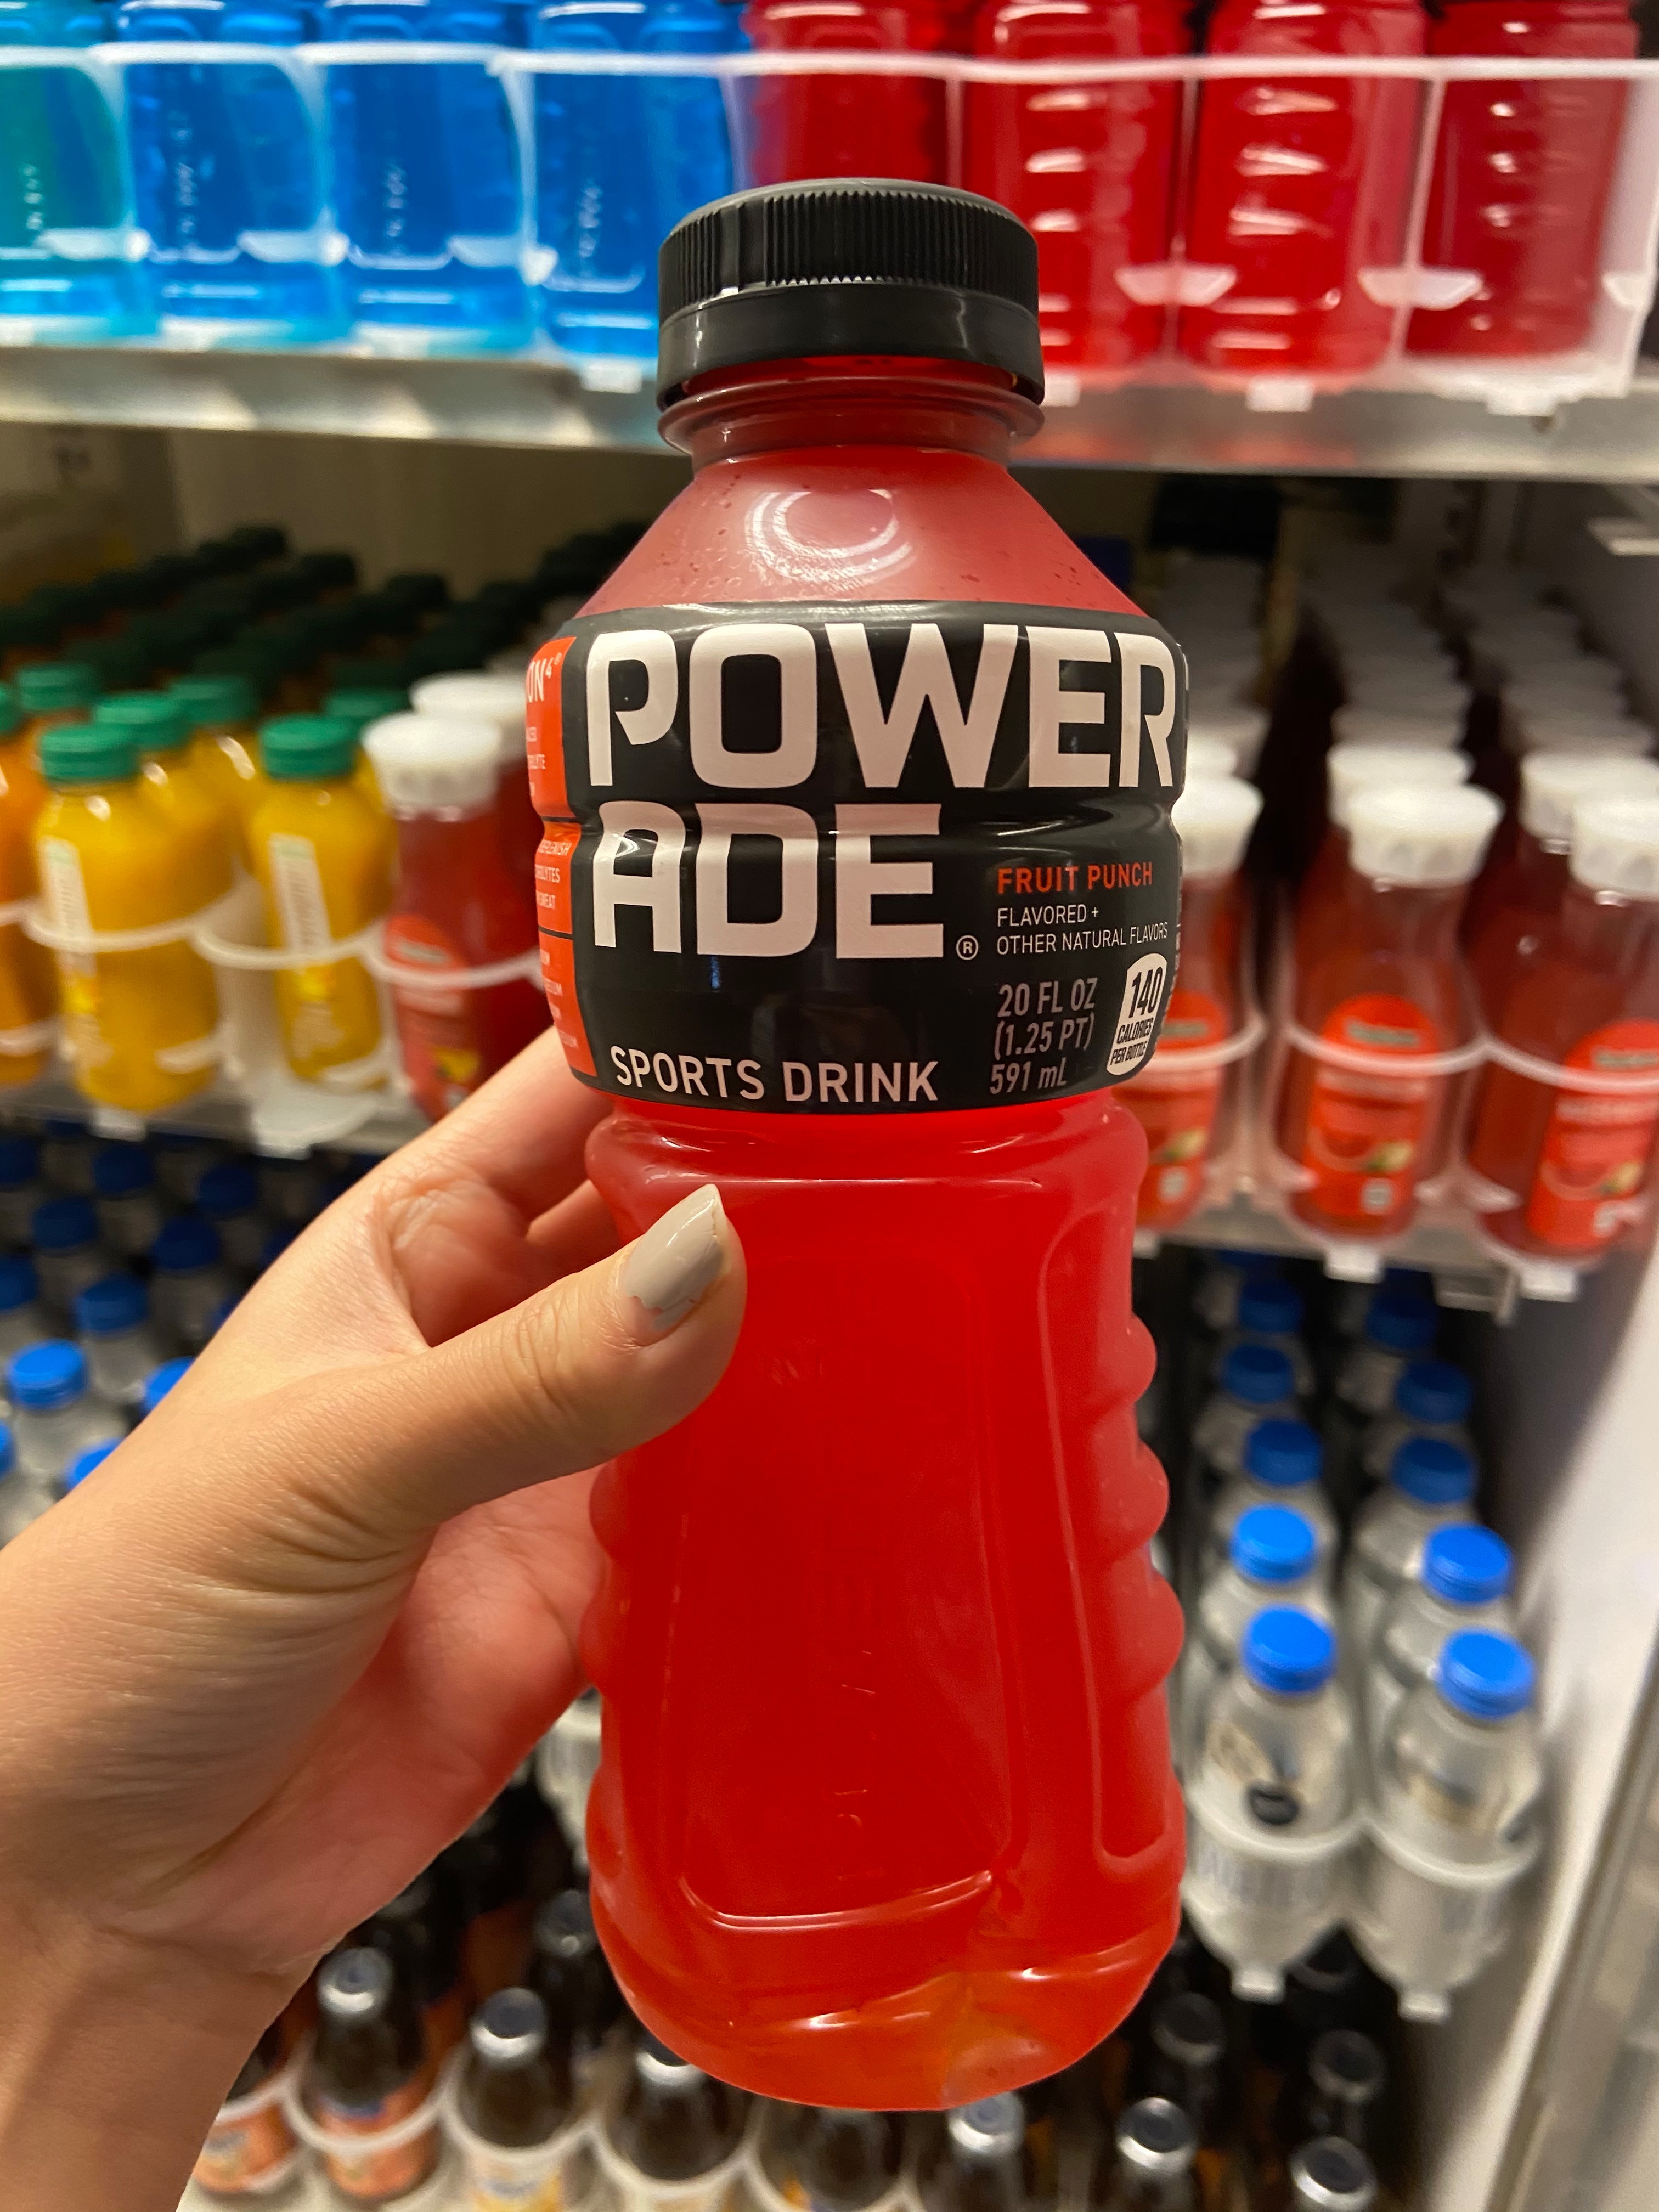 POWER
ADE®
FRUIT PUNCH
FLAVORED +
OTHER NATURAL FLAVORS
20 FL OZ
(1.25 PT)
591 mL
140
CALORIES
PER BOTTLE
SPORTS DRINK